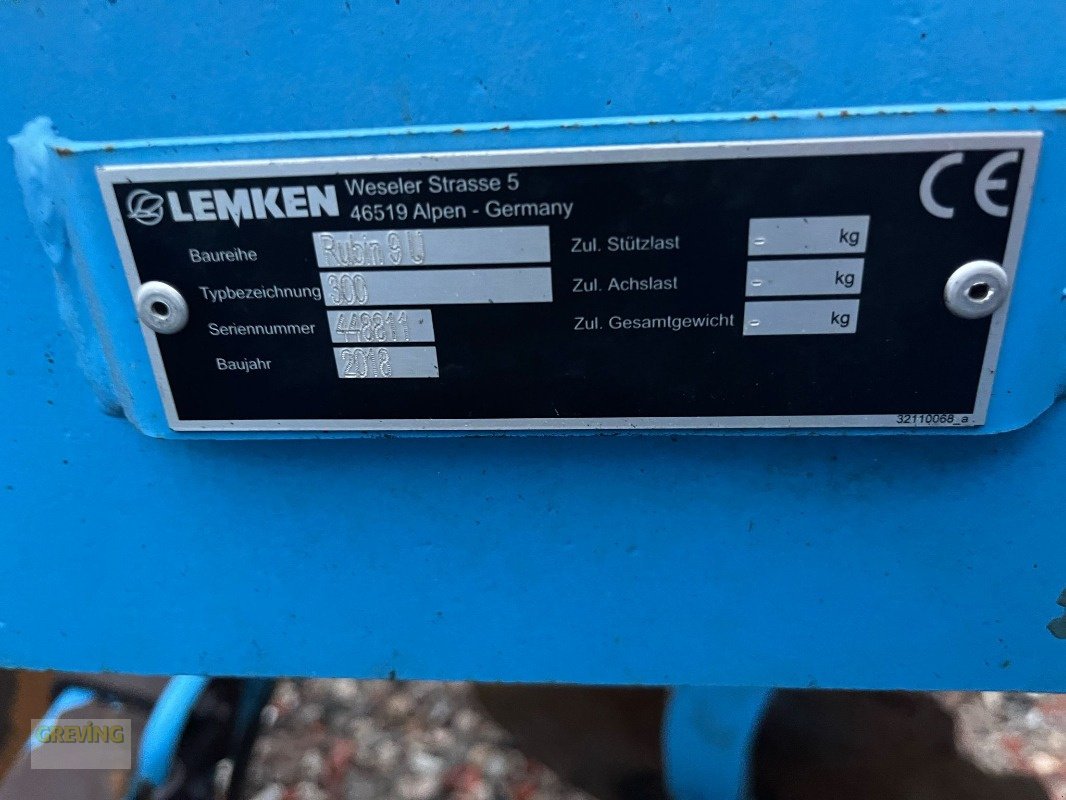 LEMKEN
Weseler Strasse 5
46519 Alpen - Germany
CE
Baureihe Rubin 9 U
Typbezeichnung 300
Seriennummer 448811
Baujahr 2018
Zul. Stützlast - kg
Zul. Achslast - kg
Zul. Gesamtgewicht - kg
32110068_a
GREVING